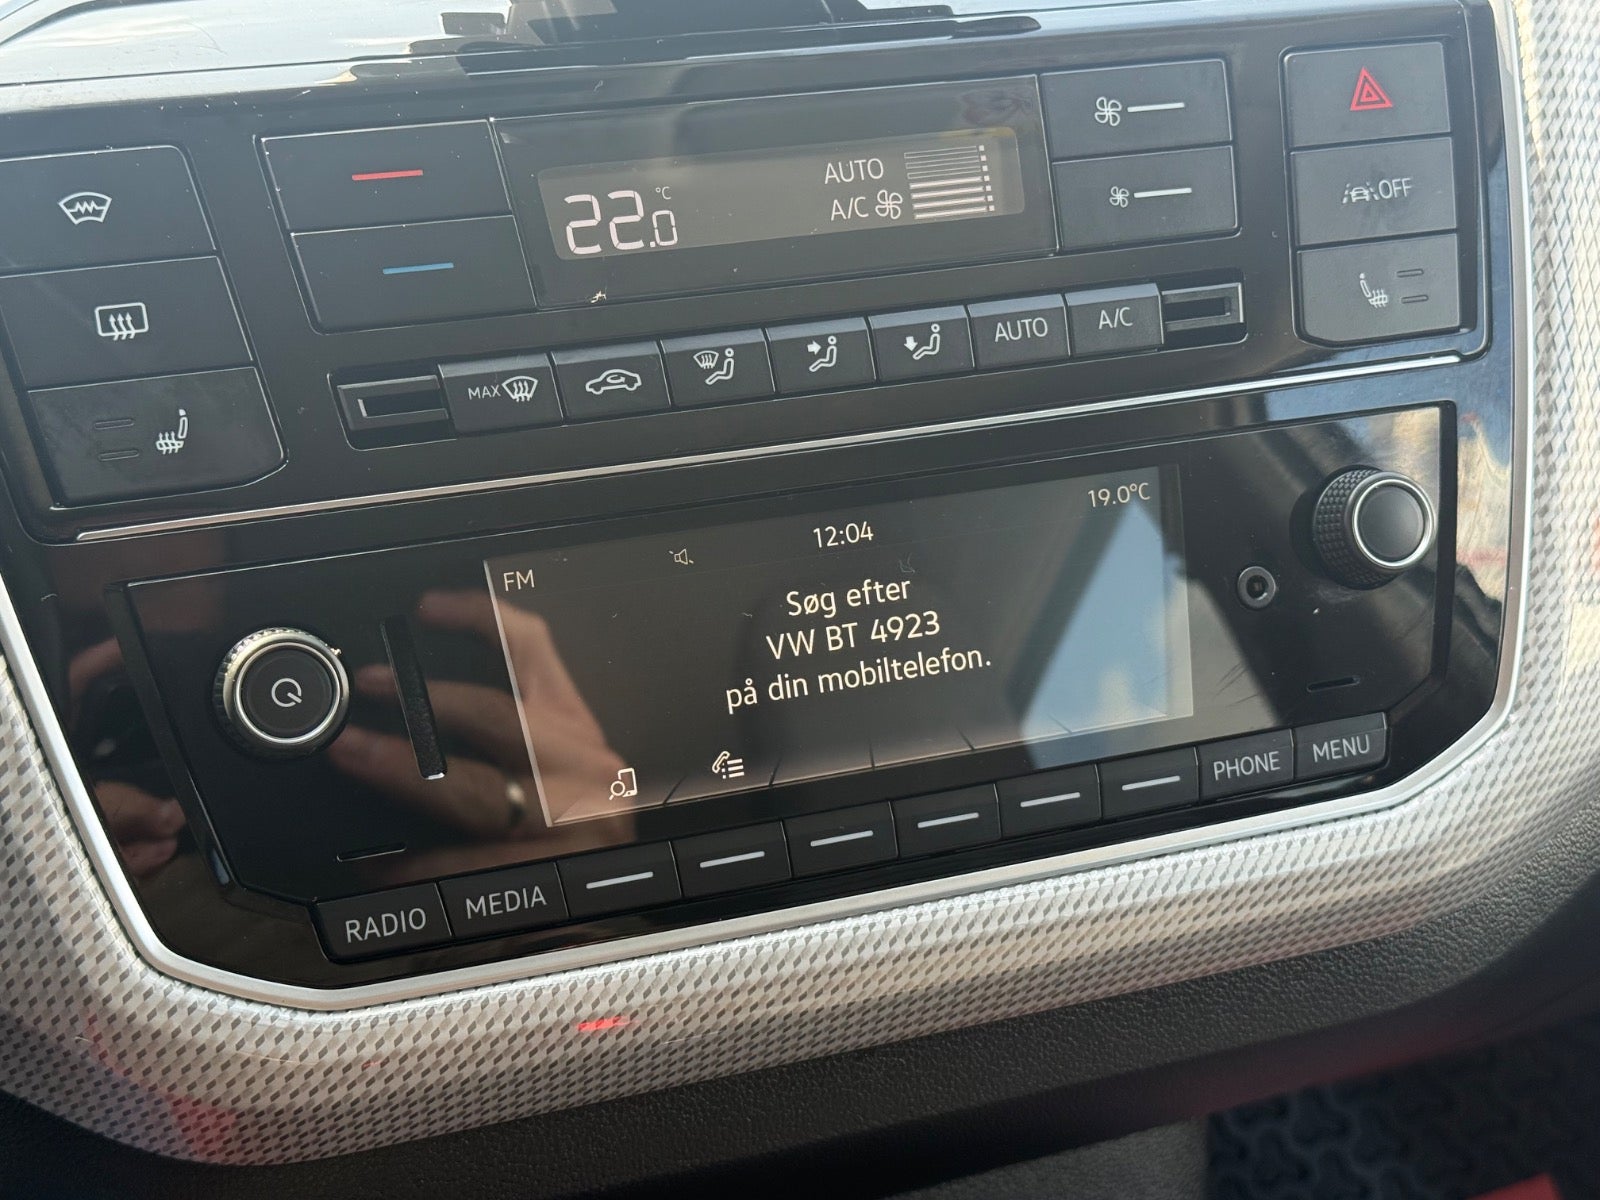 22.0 °C
AUTO
A/C
OFF
MAX
AUTO
A/C
FM
12:04
19.0°C
Søg efter
VW BT 4923
på din mobiltelefon.
RADIO
MEDIA
PHONE
MENU